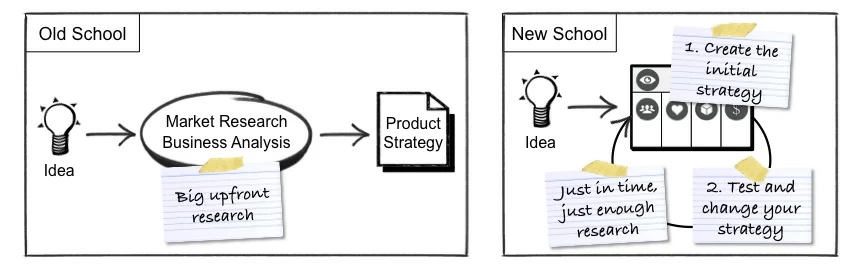 Old School
Idea
Market Research
Business Analysis
Big upfront
research
Product
Strategy
New School
Idea
1. Create the
initial
strategy
$
2. Test and
change your
strategy
Just in time,
just enough
research